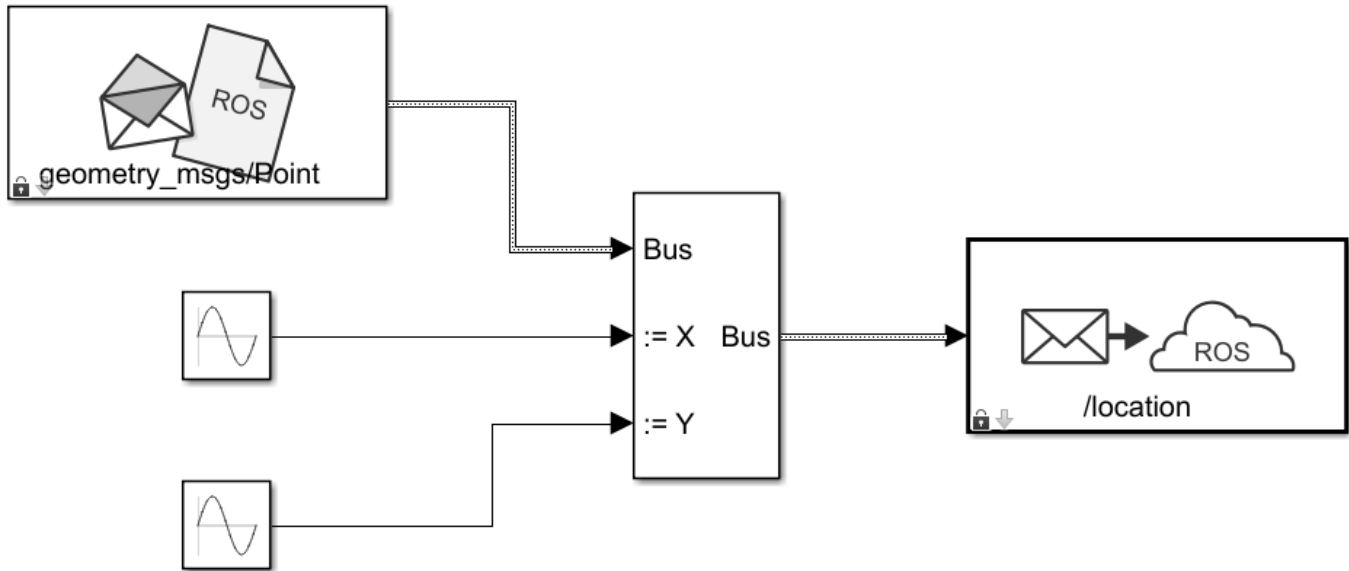 ROS
geometry_msgs/Point
Bus
:= X
Bus
:= Y
ROS
/location